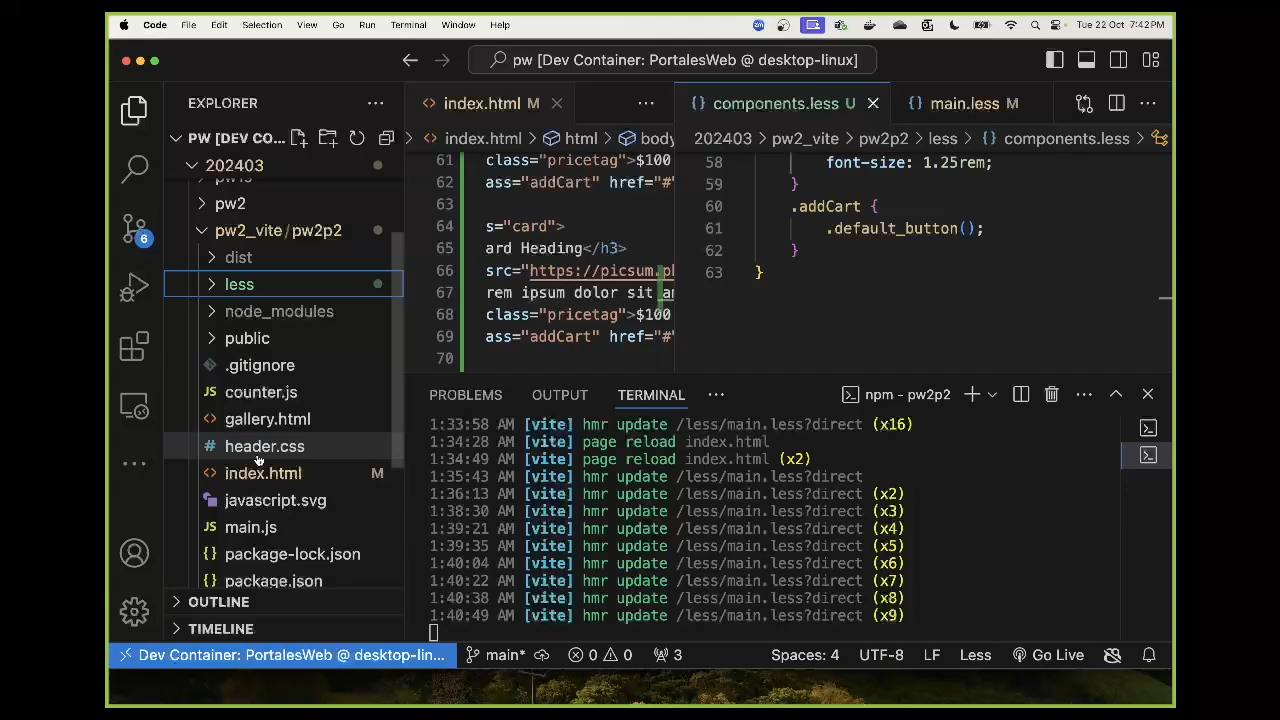 Code File Edit Selection View Go Run Terminal Window Help Tue 22 Oct 7:42 PM
pw [Dev Container: PortalesWeb @ desktop-linux]
EXPLORER
PW [DEV CO...
202403
pw2
pw2_vite/pw2p2
dist
less
node_modules
public
.gitignore
JS counter.js
gallery.html
# header.css
index.html M
javascript.svg
JS main.js
{} package-lock.json
{} package.json
OUTLINE
TIMELINE
6
index.html M
index.html > html > body
61 class="pricetag">$100
62 ass="addCart" href="#"
63
64 s="card">
65 ard Heading</h3>
66 src="https://picsum.ph
67 rem ipsum dolor sit am
68 class="pricetag">$100
69 ass="addCart" href="#"
70
{} components.less U
{} main.less M
202403 > pw2_vite > pw2p2 > less > {} components.less >
58 font-size: 1.25rem;
59 }
60 .addCart {
61 .default_button();
62 }
63 }
PROBLEMS OUTPUT TERMINAL npm - pw2p2
1:33:58 AM [vite] hmr update /less/main.less?direct (x16)
1:34:28 AM [vite] page reload index.html
1:34:49 AM [vite] page reload index.html (x2)
1:35:43 AM [vite] hmr update /less/main.less?direct
1:36:13 AM [vite] hmr update /less/main.less?direct (x2)
1:38:30 AM [vite] hmr update /less/main.less?direct (x3)
1:39:21 AM [vite] hmr update /less/main.less?direct (x4)
1:39:35 AM [vite] hmr update /less/main.less?direct (x5)
1:40:04 AM [vite] hmr update /less/main.less?direct (x6)
1:40:22 AM [vite] hmr update /less/main.less?direct (x7)
1:40:38 AM [vite] hmr update /less/main.less?direct (x8)
1:40:49 AM [vite] hmr update /less/main.less?direct (x9)
Dev Container: PortalesWeb @ desktop-lin... main* 0 0 3 Spaces: 4 UTF-8 LF Less Go Live